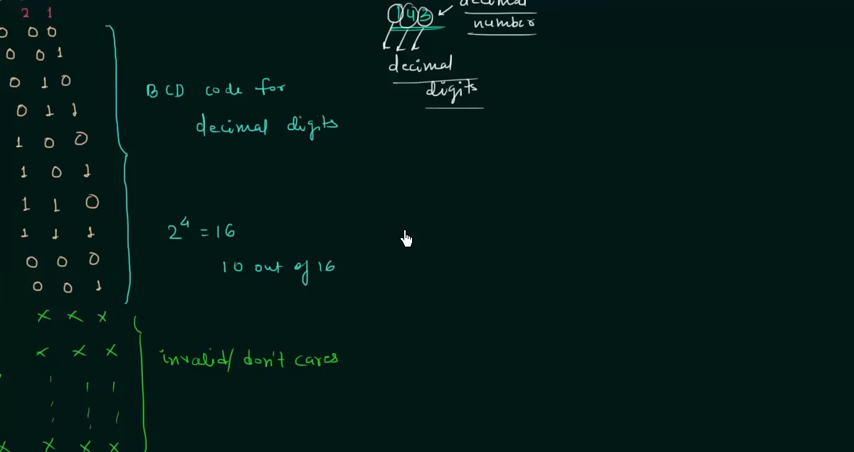 2 1
0 0 0
0 0 1
0 1 0
0 1 1
1 0 0
1 0 1
1 1 0
1 1 1
0 0 0
0 0 1
x x x
x x x
x x x x
BCD code for
decimal digits
2^4 = 16
10 out of 16
invalid/ don't cares
143
decimal
number
decimal
digits